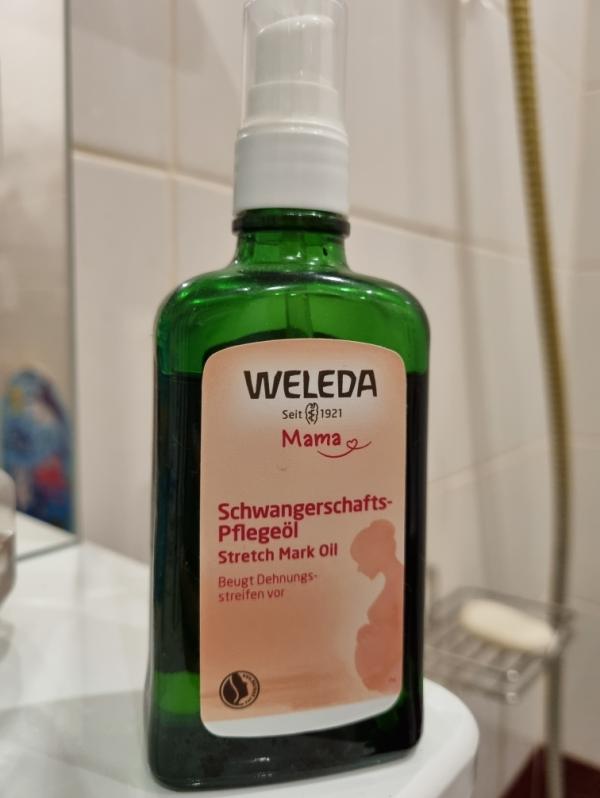 WELEDA
Seit 1921
Mama
Schwangerschafts-
Pflegeöl
Stretch Mark Oil
Beugt Dehnungs-
streifen vor